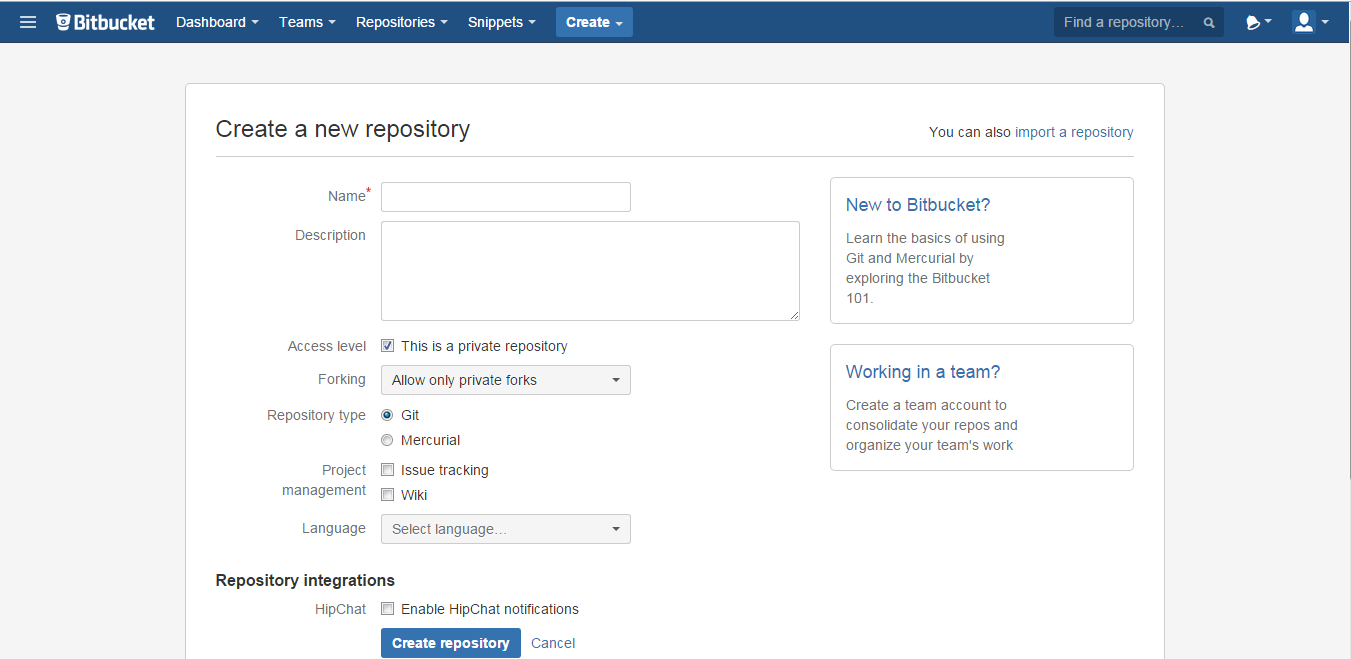 Bitbucket Dashboard Teams Repositories Snippets Create Find a repository...
Create a new repository
You can also import a repository
Name*
Description
Access level This is a private repository
Forking Allow only private forks
Repository type Git
Mercurial
Project management
Issue tracking
Wiki
Language Select language...
Repository integrations
HipChat Enable HipChat notifications
Create repository Cancel
New to Bitbucket?
Learn the basics of using
Git and Mercurial by
exploring the Bitbucket
101.
Working in a team?
Create a team account to
consolidate your repos and
organize your team's work